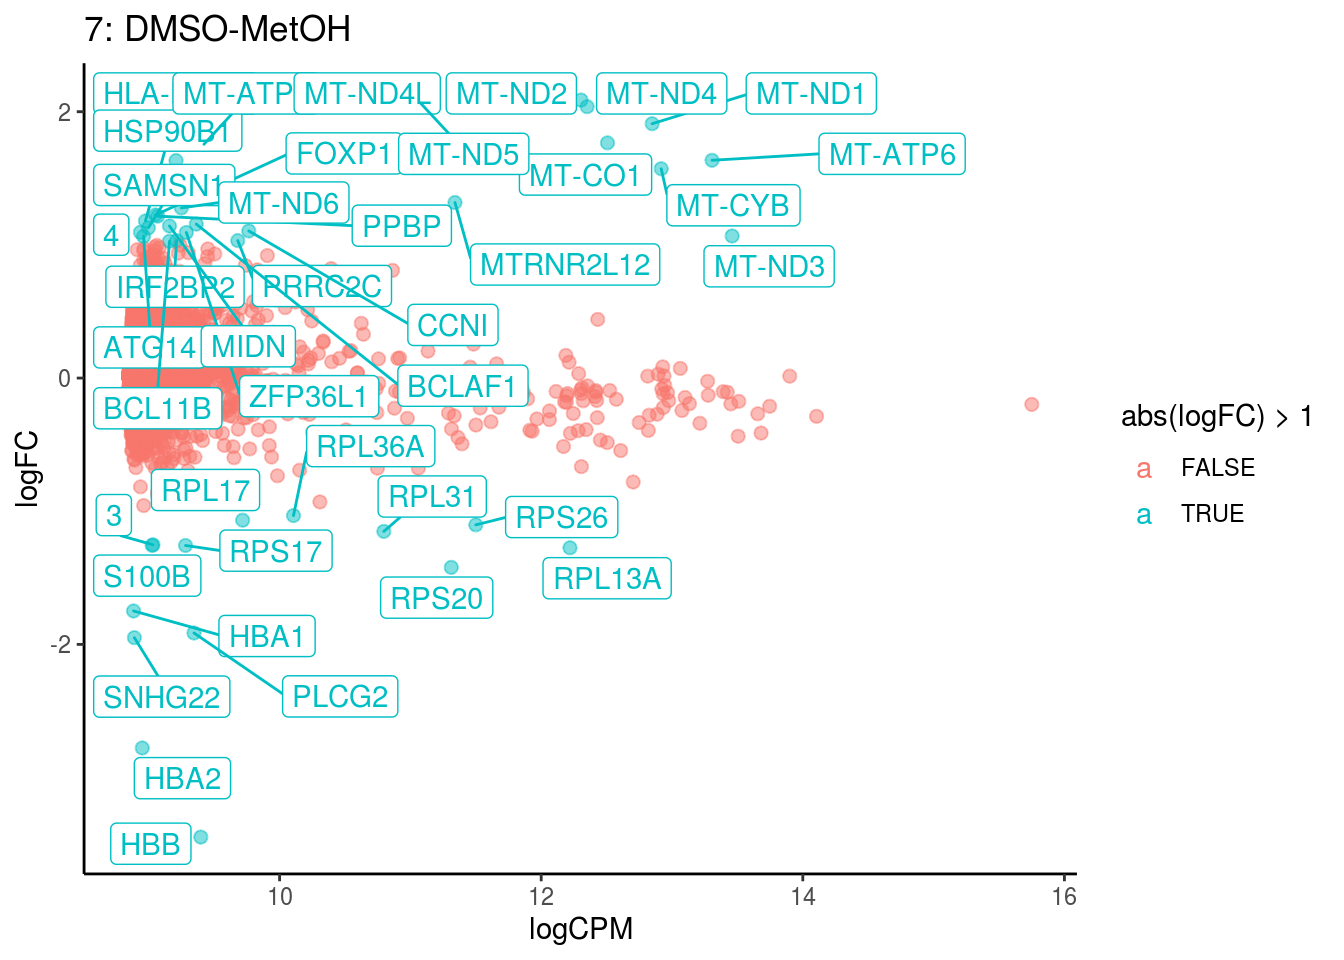 7: DMSO-MetOH
HLA-
MT-ATP
MT-ND4L
MT-ND2
MT-ND4
MT-ND1
HSP90B1
FOXP1
MT-ND5
MT-CO1
MT-ATP6
SAMSN1
MT-ND6
PPBP
MT-CYB
4
MTRNR2L12
MT-ND3
IRF2BP2
PRRC2C
CCNI
ATG14
MIDN
BCLAF1
ZFP36L1
BCL11B
RPL36A
RPL17
RPL31
3
RPS26
RPS17
S100B
RPL13A
RPS20
HBA1
SNHG22
PLCG2
HBA2
HBB
2
0
-2
logFC
10
12
14
16
logCPM
abs(logFC) > 1
a FALSE
a TRUE